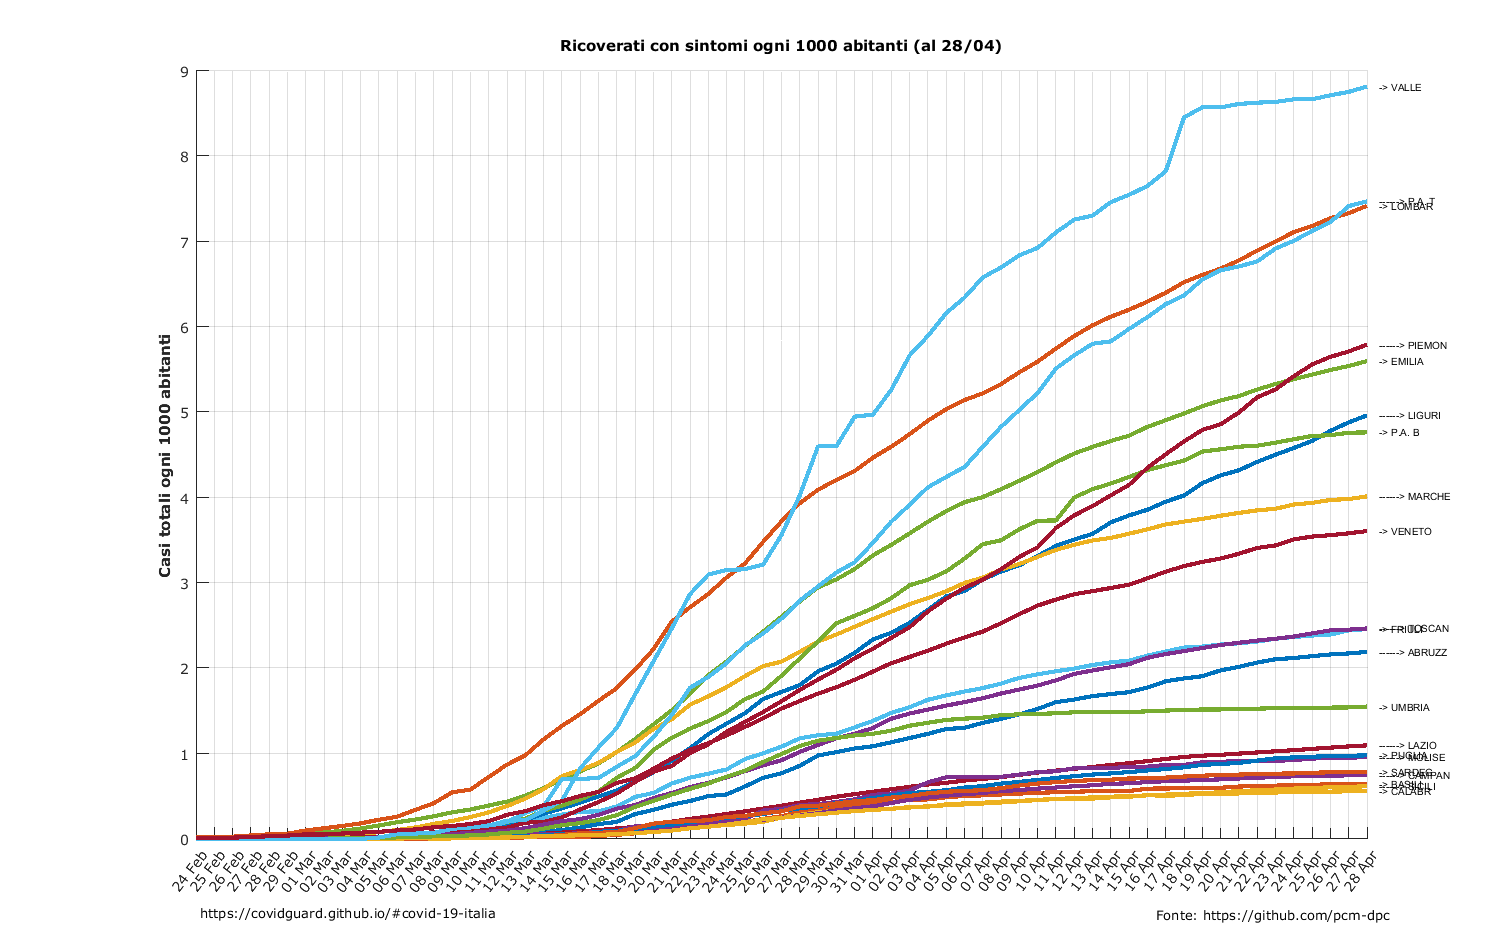 Ricoverati con sintomi ogni 1000 abitanti (al 28/04)
Casi totali ogni 1000 abitanti
9
8
7
6
5
4
3
2
1
0
-> VALLE
------> P.A. T
-> LOMBAR
------> PIEMON
-> EMILIA
------> LIGURI
-> P.A. B
------> MARCHE
-> VENETO
------> TOSCAN
-> FRIULI
------> ABRUZZ
-> UMBRIA
------> LAZIO
-> PUGLIA
------> MOLISE
-> SARDEG
------> CAMPAN
-> BASILI
------> SICILI
-> CALABR
24 Feb
25 Feb
26 Feb
27 Feb
28 Feb
29 Feb
01 Mar
02 Mar
03 Mar
04 Mar
05 Mar
06 Mar
07 Mar
08 Mar
09 Mar
10 Mar
11 Mar
12 Mar
13 Mar
14 Mar
15 Mar
16 Mar
17 Mar
18 Mar
19 Mar
20 Mar
21 Mar
22 Mar
23 Mar
24 Mar
25 Mar
26 Mar
27 Mar
28 Mar
29 Mar
30 Mar
31 Mar
01 Apr
02 Apr
03 Apr
04 Apr
05 Apr
06 Apr
07 Apr
08 Apr
09 Apr
10 Apr
11 Apr
12 Apr
13 Apr
14 Apr
15 Apr
16 Apr
17 Apr
18 Apr
19 Apr
20 Apr
21 Apr
22 Apr
23 Apr
24 Apr
25 Apr
26 Apr
27 Apr
28 Apr
https://covidguard.github.io/#covid-19-italia
Fonte: https://github.com/pcm-dpc